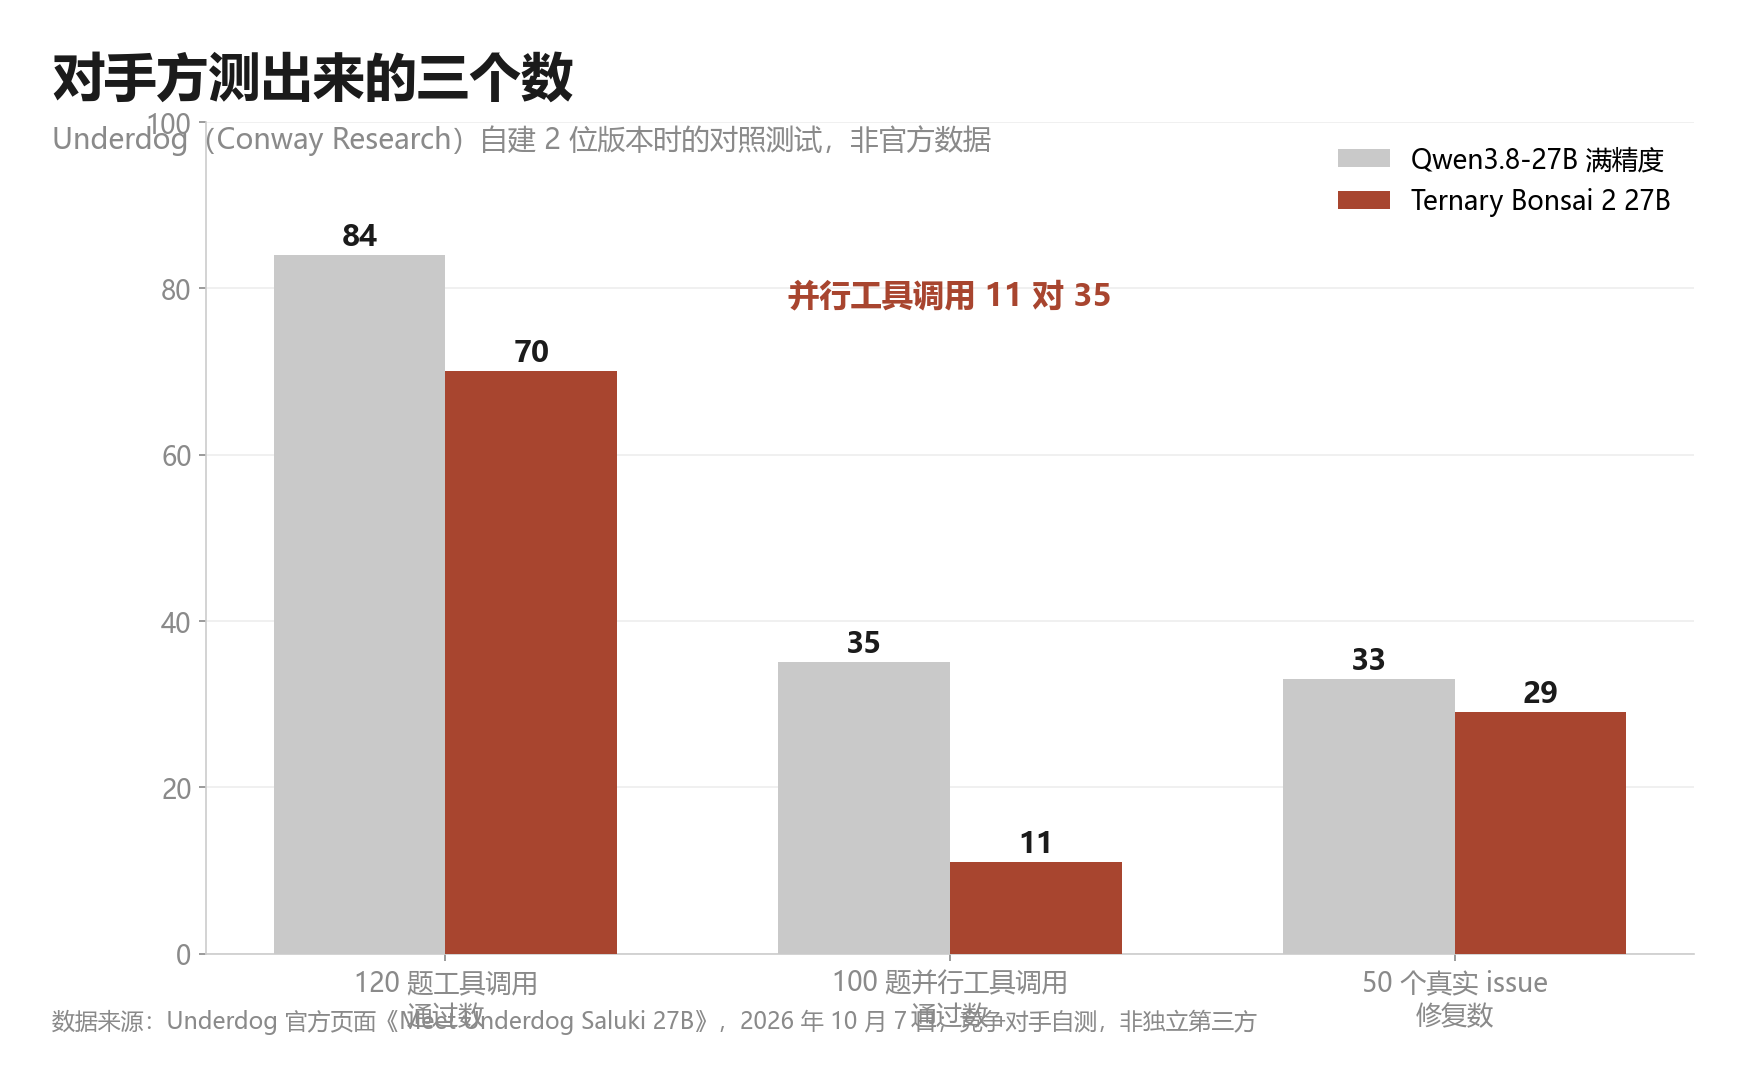 对手方测出来的三个数
Underdog（Conway Research）自建 2 位版本时的对照测试，非官方数据
Qwen3.8-27B 满精度
Ternary Bonsai 2 27B
并行工具调用 11 对 35
100
80
60
40
20
0
84
70
35
11
33
29
120 题工具调用
通过数
100 题并行工具调用
通过数
50 个真实 issue
修复数
数据来源：Underdog 官方页面《Meet Underdog Saluki 27B》，2026 年 10 月 7 日；竞争对手自测，非独立第三方